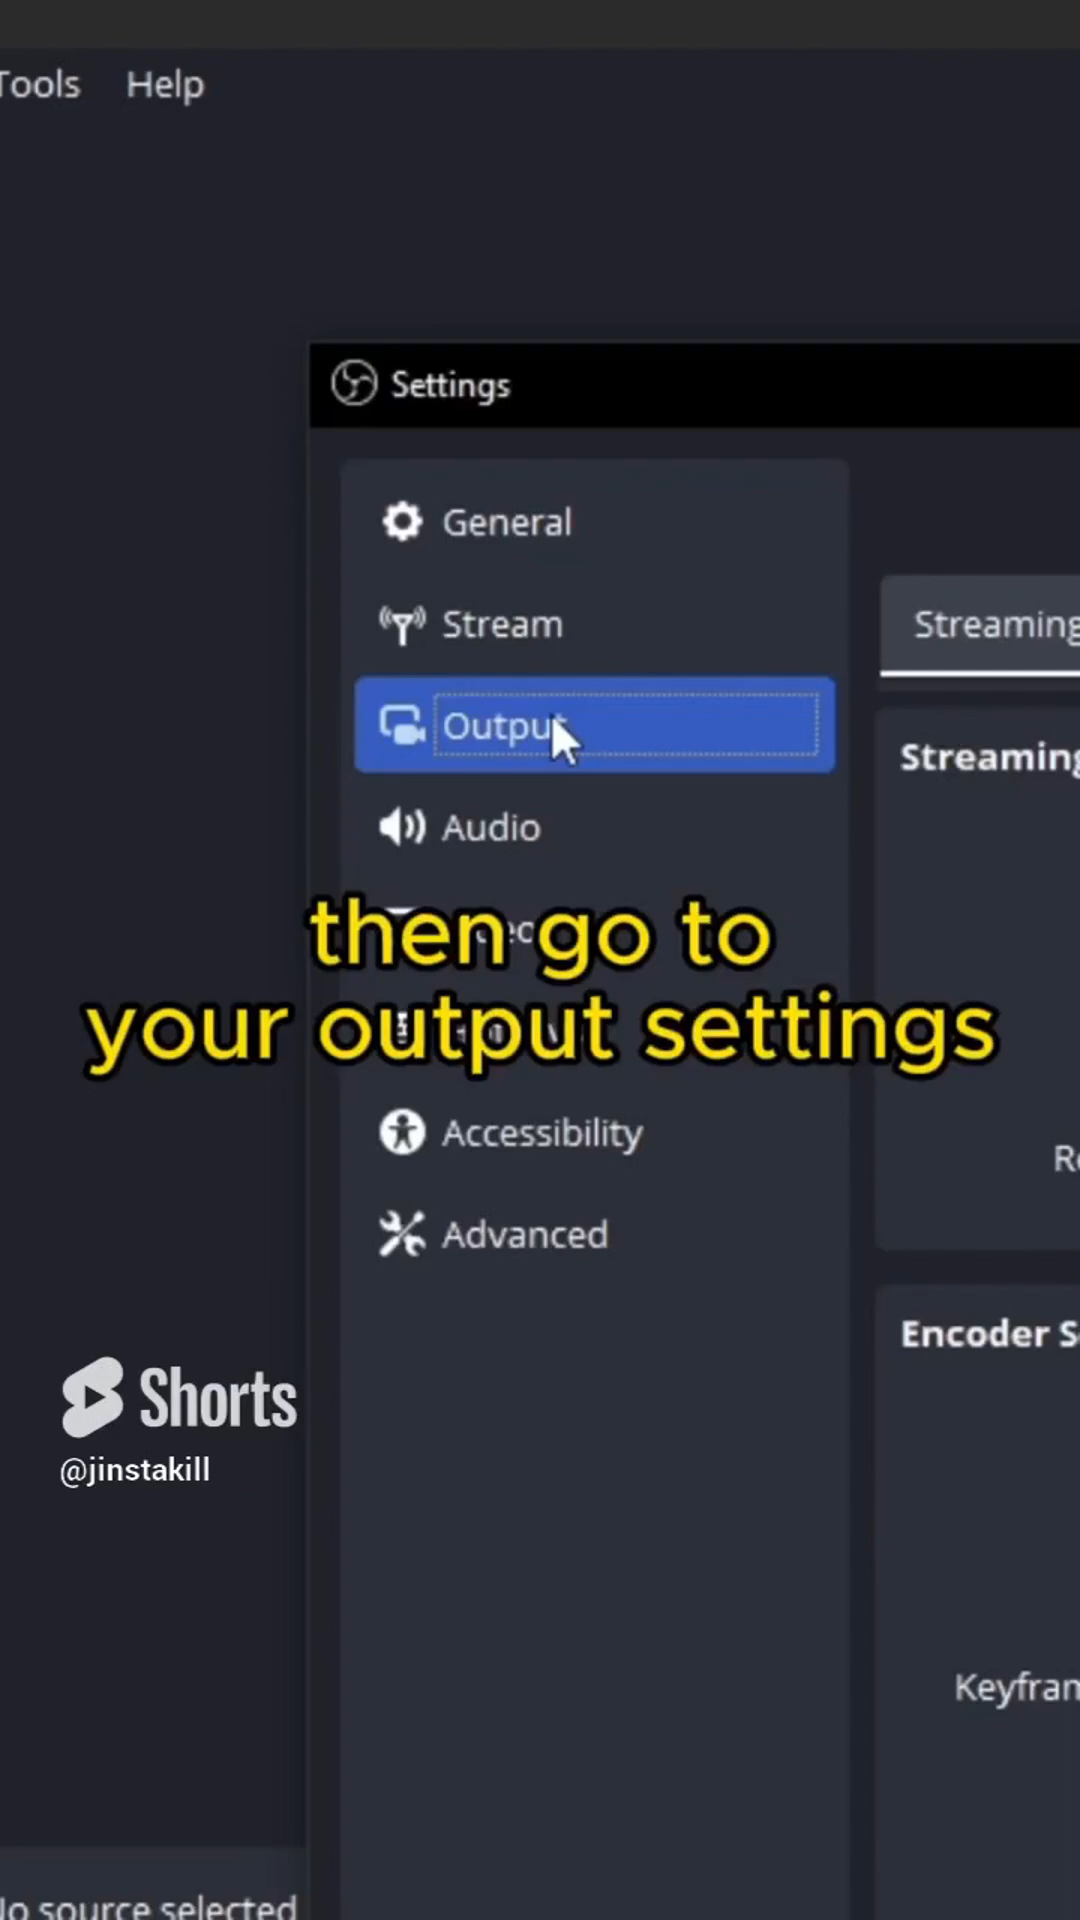 Tools Help
Settings
General
Stream
Streaming
Output
Streaming
Audio
then go to
your output settings
Accessibility
Advanced
Encoder
Shorts
@jinstakill
No source selected